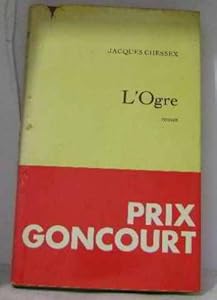 JACQUES CHESSEX
L'Ogre
roman
PRIX
GONCOURT